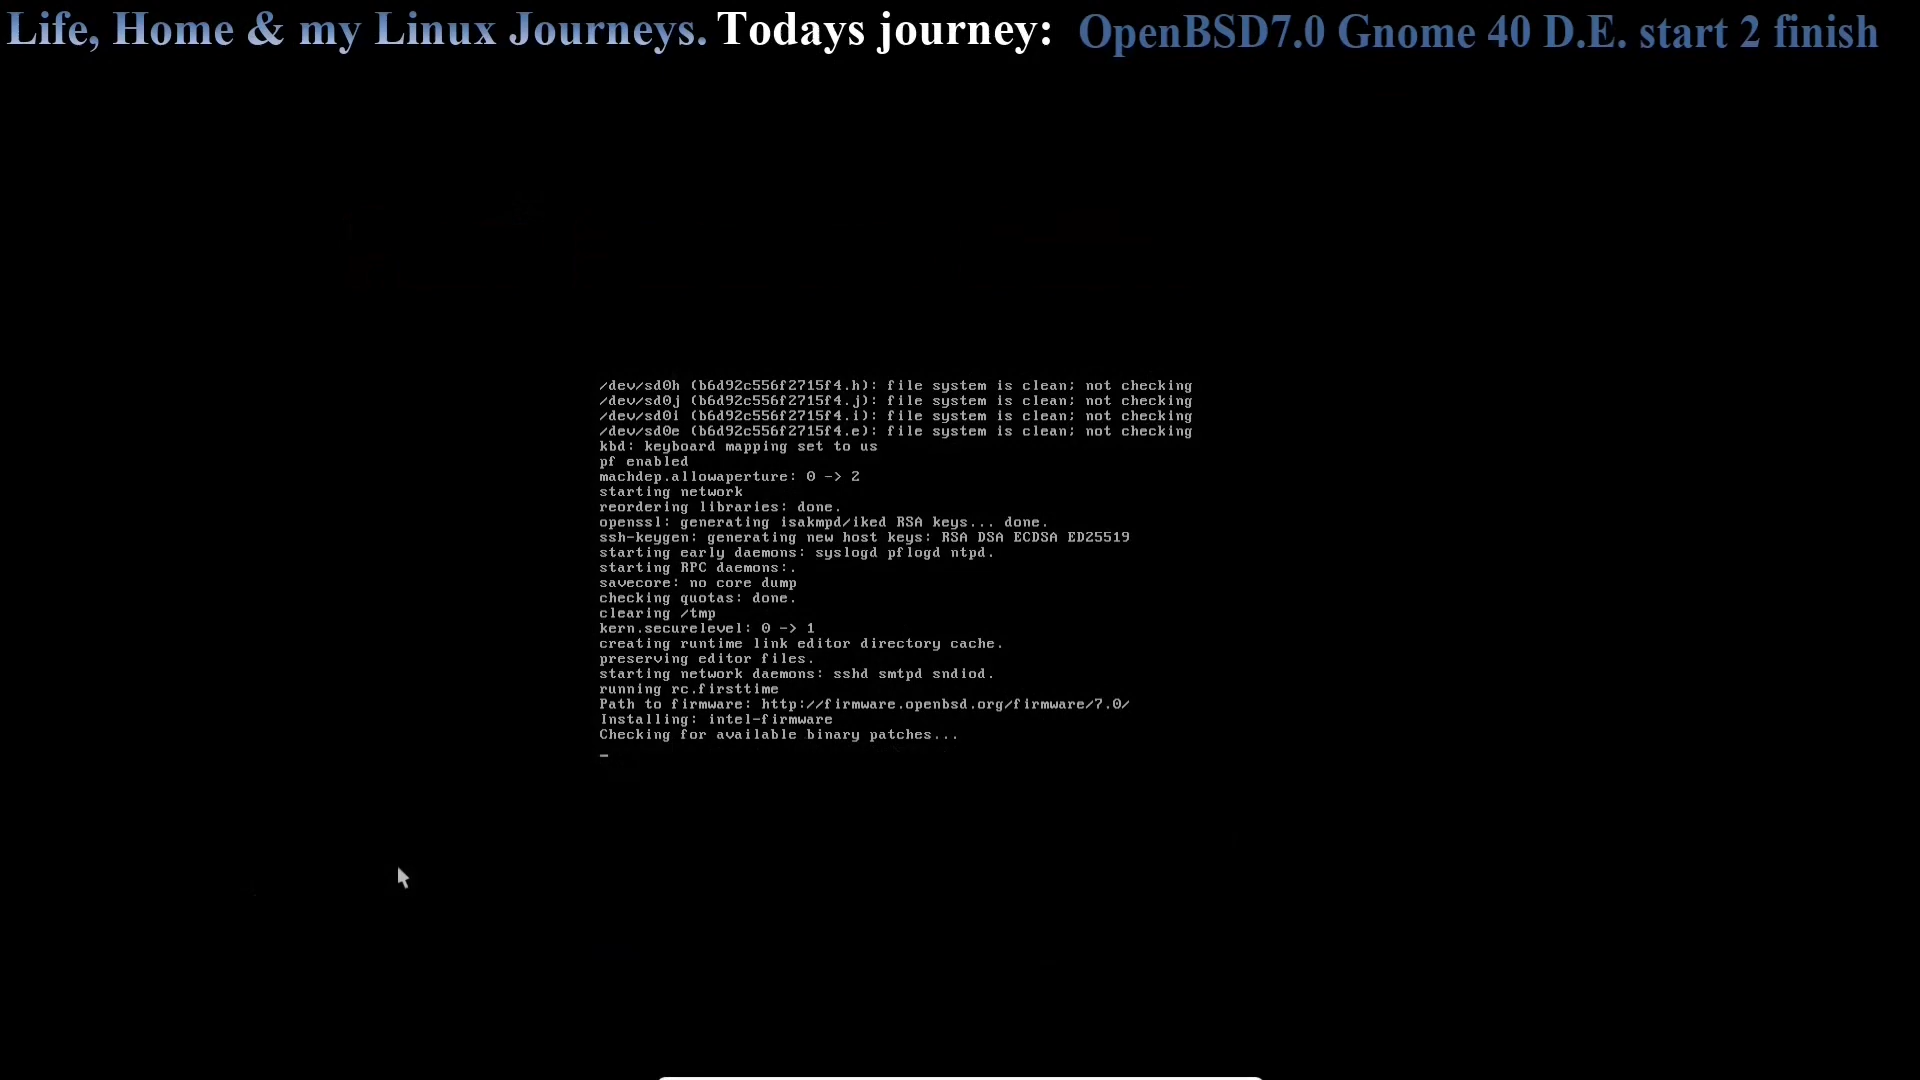 Life, Home & my Linux Journeys. Todays journey: OpenBSD7.0 Gnome 40 D.E. start 2 finish
/dev/sd0h (b6d92c556f2715f4.h): file system is clean; not checking
/dev/sd0j (b6d92c556f2715f4.j): file system is clean; not checking
/dev/sd0i (b6d92c556f2715f4.i): file system is clean; not checking
/dev/sd0e (b6d92c556f2715f4.e): file system is clean; not checking
kbd: keyboard mapping set to us
pf enabled
machdep.allowaperture: 0 -> 2
starting network
reordering libraries: done.
openssl: generating isakmpd/iked RSA keys... done.
ssh-keygen: generating new host keys: RSA DSA ECDSA ED25519
starting early daemons: syslogd pflogd ntpd.
starting RPC daemons:.
savecore: no core dump
checking quotas: done.
clearing /tmp
kern.securelevel: 0 -> 1
creating runtime link editor directory cache.
preserving editor files.
starting network daemons: sshd smtpd sndiod.
running rc.firsttime
Path to firmware: http://firmware.openbsd.org/firmware/7.0/
Installing: intel-firmware
Checking for available binary patches...